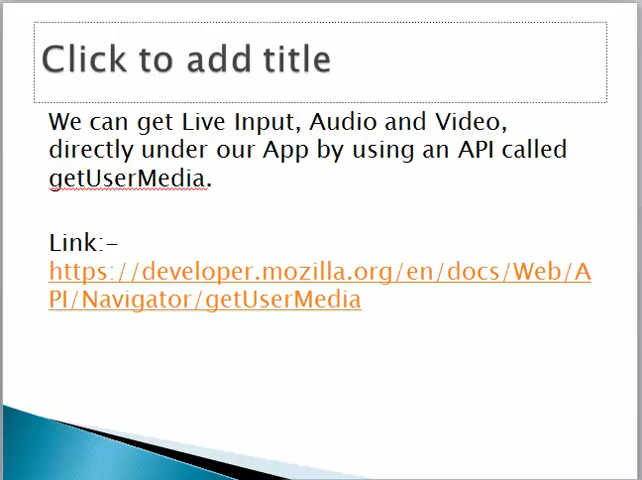 Click to add title
We can get Live Input, Audio and Video,
directly under our App by using an API called
getUserMedia.
Link:-
https://developer.mozilla.org/en/docs/Web/A
PI/Navigator/getUserMedia